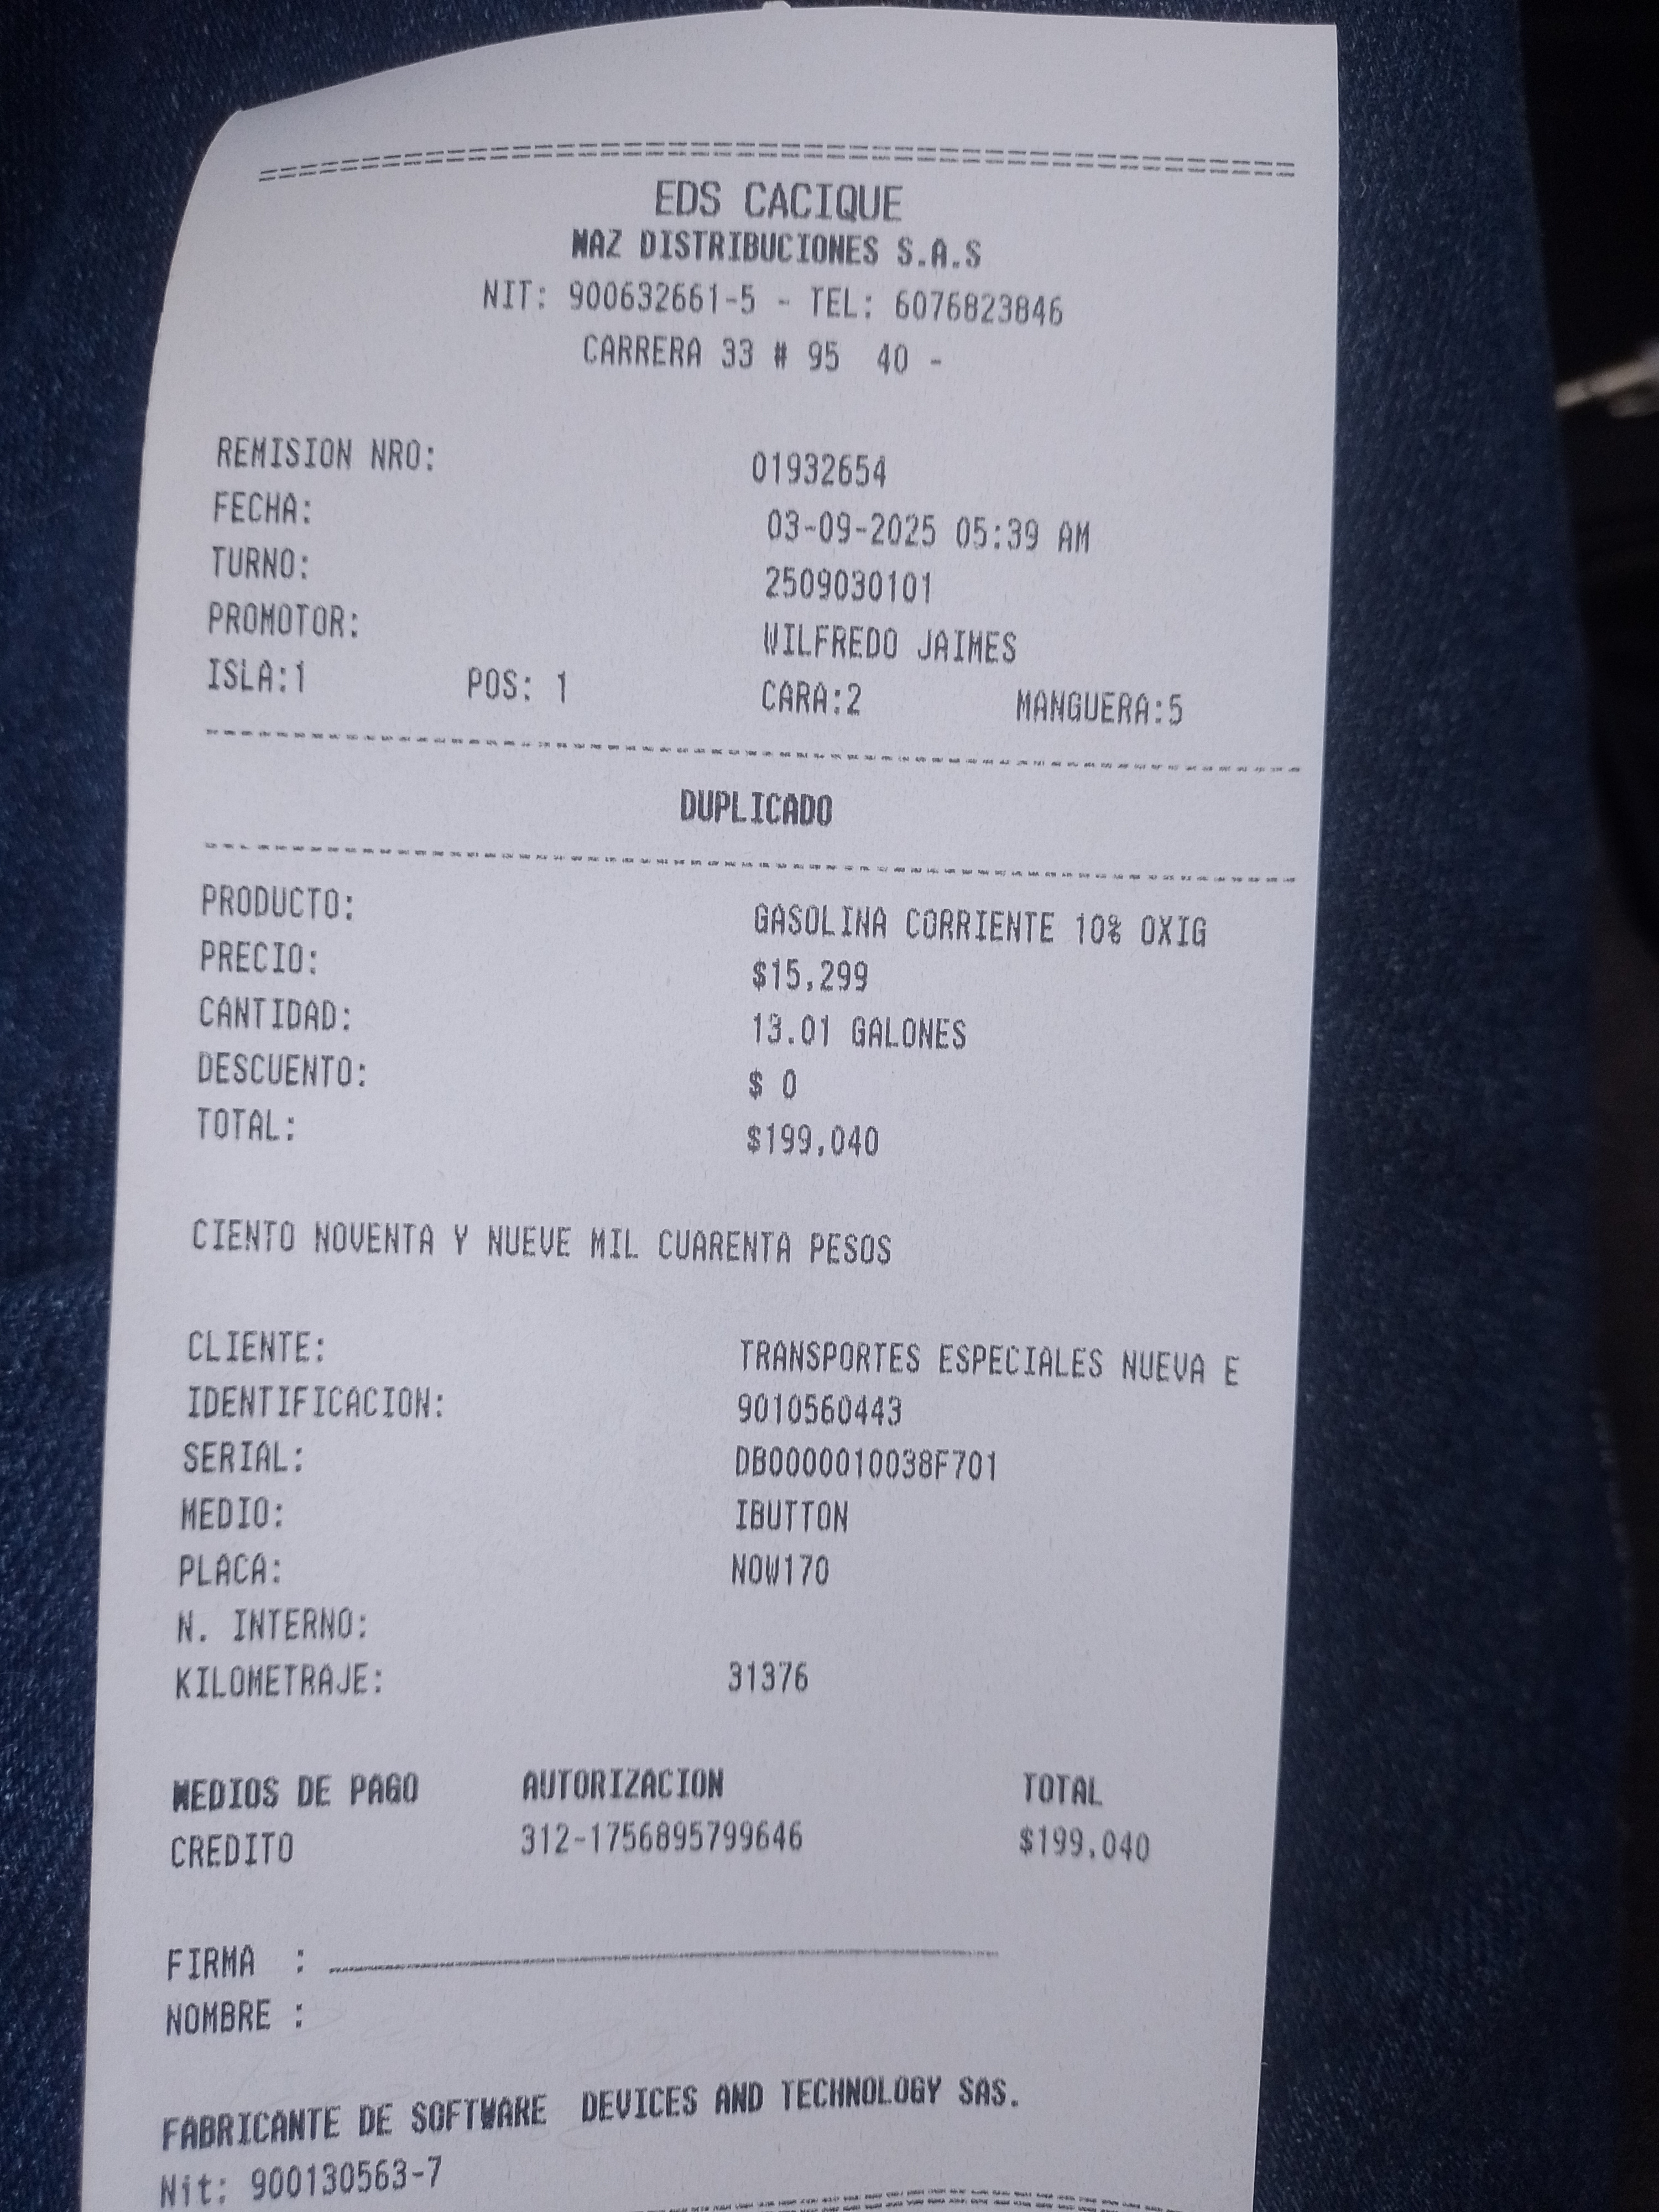 EDS CACIQUE
MAZ DISTRIBUCIONES S.A.S
NIT: 900632661-5 - TEL: 6076823846
CARRERA 33 # 95 40 -
REMISION NRO: 01932654
FECHA: 03-09-2025 05:39 AM
TURNO: 2509030101
PROMOTOR: WILFREDO JAIMES
ISLA:1 POS: 1 CARA:2 MANGUERA:5
DUPLICADO
PRODUCTO: GASOLINA CORRIENTE 10% OXIG
PRECIO: $15,299
CANTIDAD: 13.01 GALONES
DESCUENTO: $ 0
TOTAL: $199,040
CIENTO NOVENTA Y NUEVE MIL CUARENTA PESOS
CLIENTE: TRANSPORTES ESPECIALES NUEVA E
IDENTIFICACION: 9010560443
SERIAL: DB0000010038F701
MEDIO: IBUTTON
PLACA: NOW170
N. INTERNO:
KILOMETRAJE: 31376
MEDIOS DE PAGO AUTORIZACION TOTAL
CREDITO 312-1756895799646 $199,040
FIRMA :
NOMBRE :
FABRICANTE DE SOFTWARE DEVICES AND TECHNOLOGY SAS.
Nit: 900130563-7